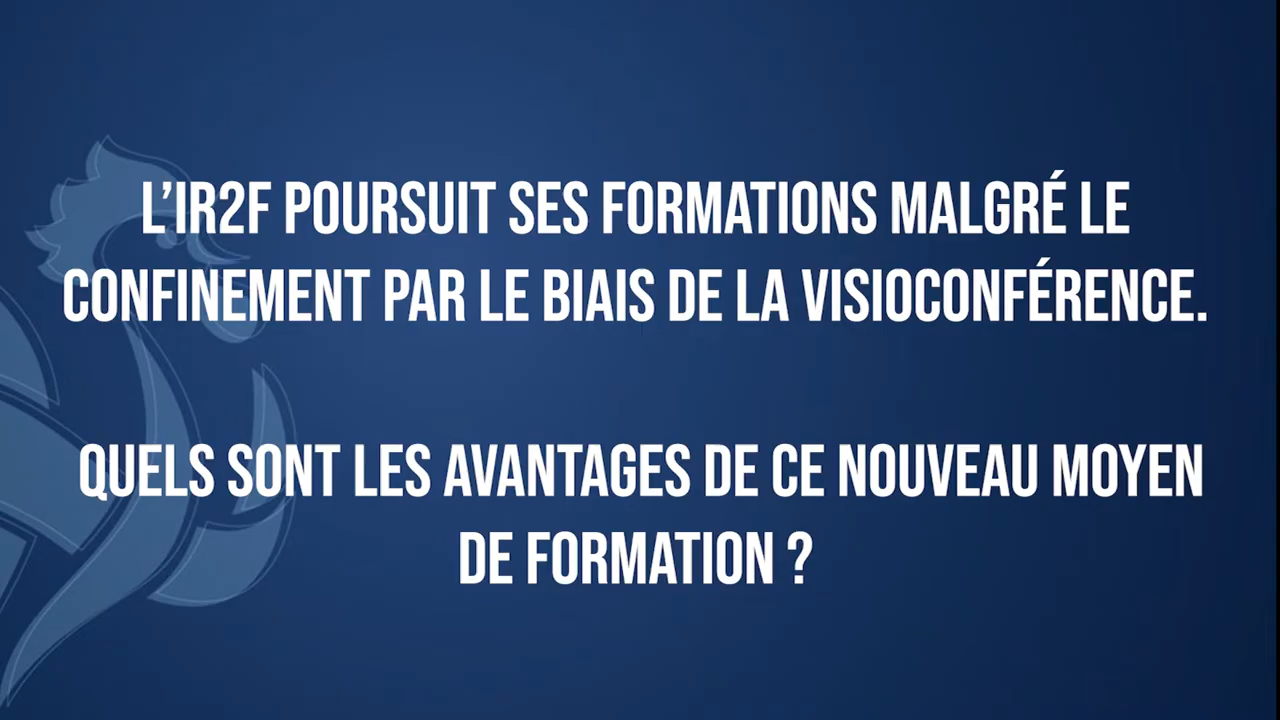 L’IR2F POURSUIT SES FORMATIONS MALGRÉ LE
CONFINEMENT PAR LE BIAIS DE LA VISIOCONFÉRENCE.
QUELS SONT LES AVANTAGES DE CE NOUVEAU MOYEN
DE FORMATION ?